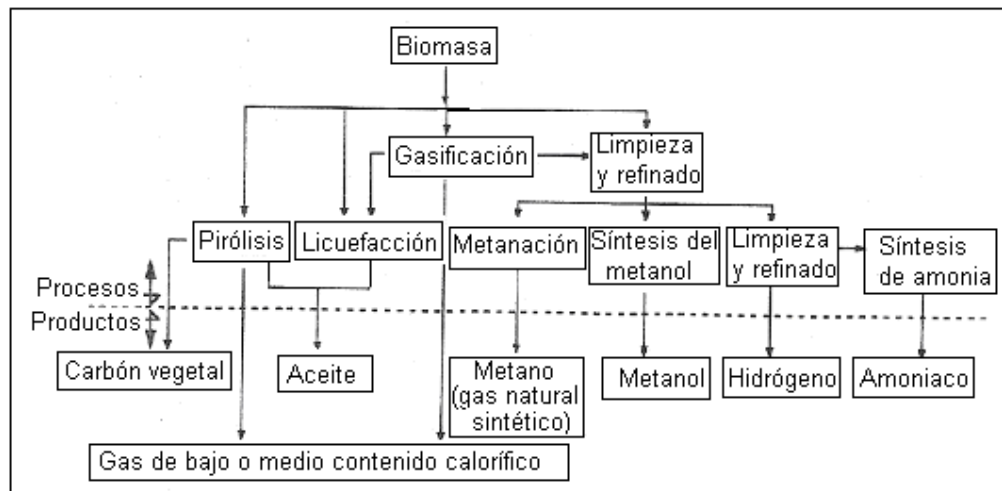 Biomasa
Gasificación
Limpieza
y refinado
Pirólisis
Licuefacción
Metanación
Síntesis del
metanol
Limpieza
y refinado
Síntesis
de amonia
Procesos
Productos
Carbón vegetal
Aceite
Metano
(gas natural
sintético)
Metanol
Hidrógeno
Amoniaco
Gas de bajo o medio contenido calorífico